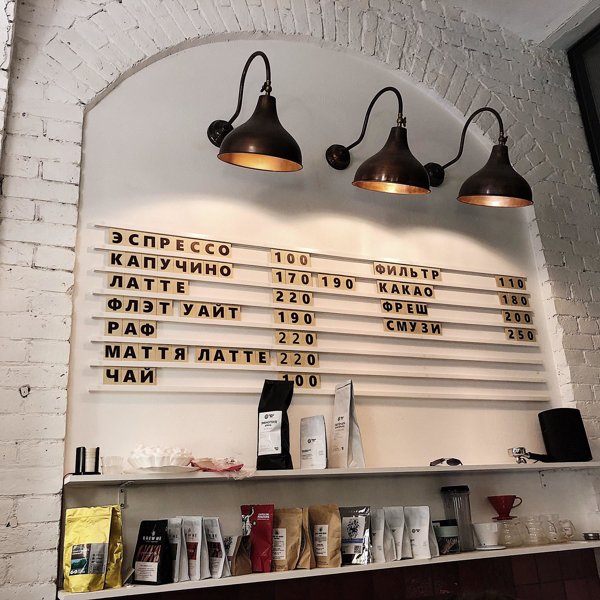 ЭСПРЕССО 100
КАПУЧИНО 170 190
ЛАТТЕ 220
ФЛЭТ УАЙТ 190
РАФ 220
МАТТЯ ЛАТТЕ 220
ЧАЙ 100
ФИЛЬТР 110
КАКАО 180
ФРЕШ 200
СМУЗИ 250